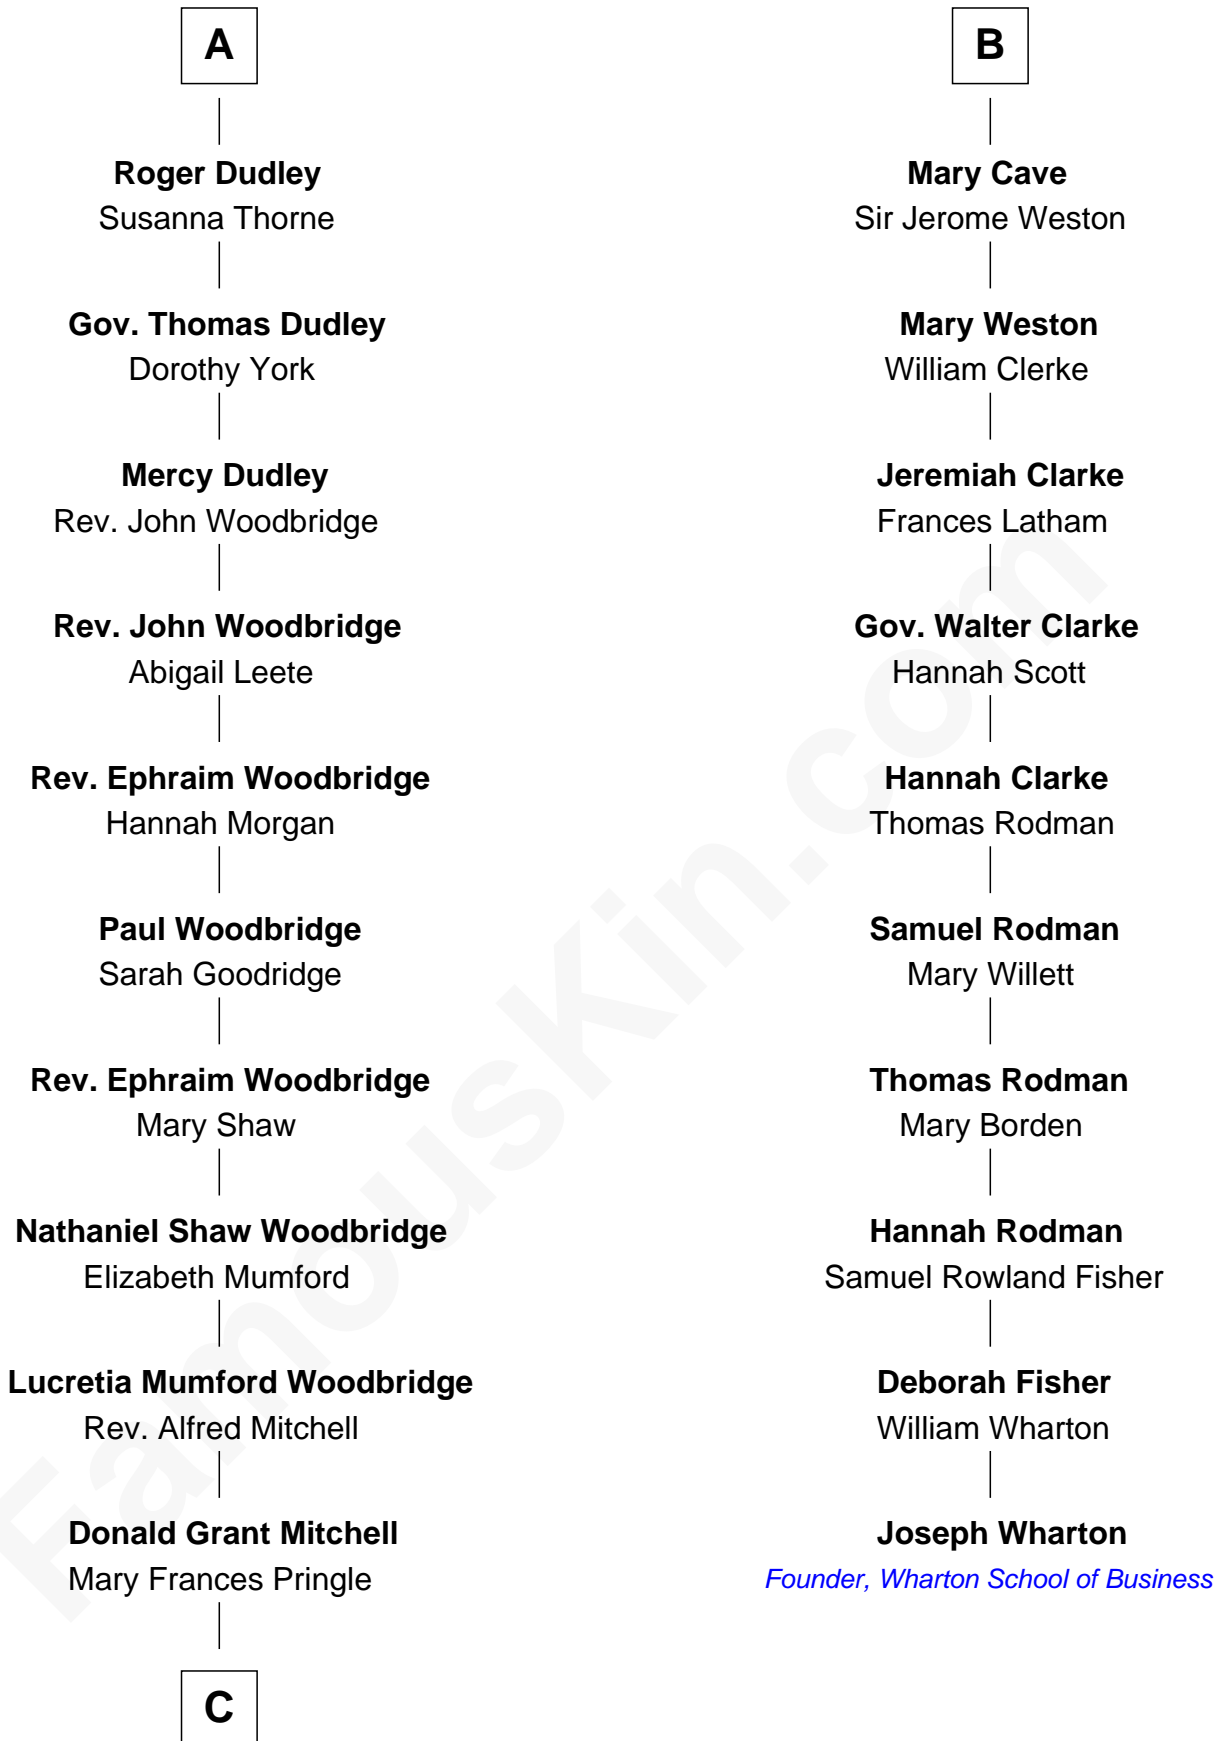 A
Roger Dudley
Susanna Thorne
Gov. Thomas Dudley
Dorothy York
Mercy Dudley
Rev. John Woodbridge
Rev. John Woodbridge
Abigail Leete
Rev. Ephraim Woodbridge
Hannah Morgan
Paul Woodbridge
Sarah Goodridge
Rev. Ephraim Woodbridge
Mary Shaw
Nathaniel Shaw Woodbridge
Elizabeth Mumford
Lucretia Mumford Woodbridge
Rev. Alfred Mitchell
Donald Grant Mitchell
Mary Frances Pringle
C
B
Mary Cave
Sir Jerome Weston
Mary Weston
William Clerke
Jeremiah Clarke
Frances Latham
Gov. Walter Clarke
Hannah Scott
Hannah Clarke
Thomas Rodman
Samuel Rodman
Mary Willett
Thomas Rodman
Mary Borden
Hannah Rodman
Samuel Rowland Fisher
Deborah Fisher
William Wharton
Joseph Wharton
Founder, Wharton School of Business
FamousKin.com